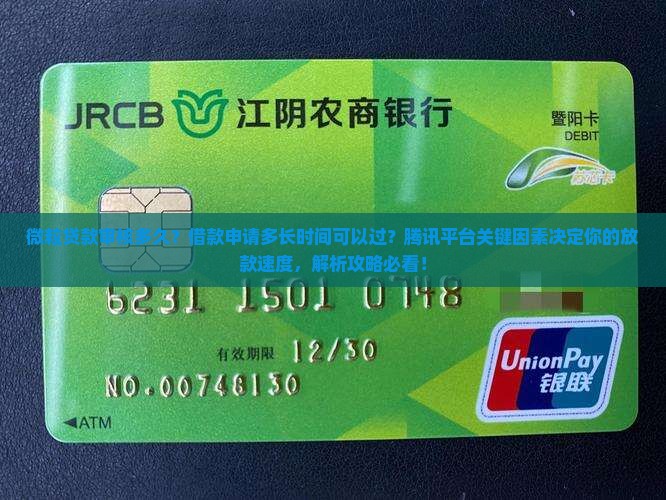 JRCB 江阴农商银行
暨阳卡
DEBIT
微粒贷款 多久？借款申请多长时间可以过？腾讯平台关键因素决定你的放
款速度，解析攻略必看！
6231 1501 0748
有效期限 12/30
NO.00748130
UnionPay
银联
◀ATM